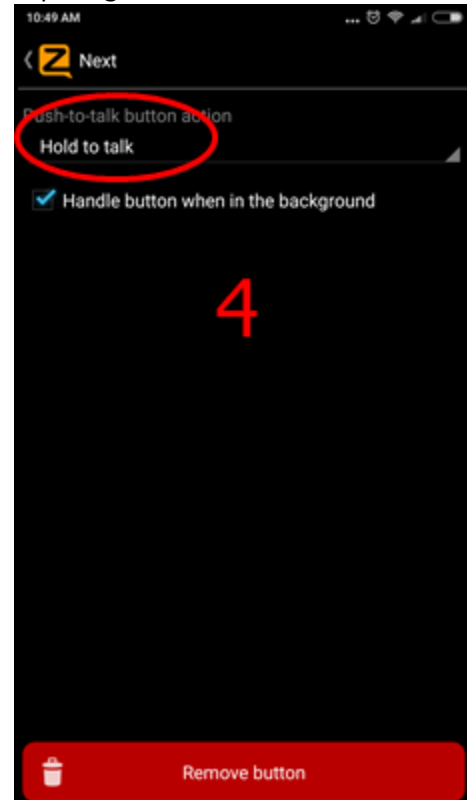 10:49 AM
Next
Push-to-talk button action
Hold to talk
Handle button when in the background
4
Remove button